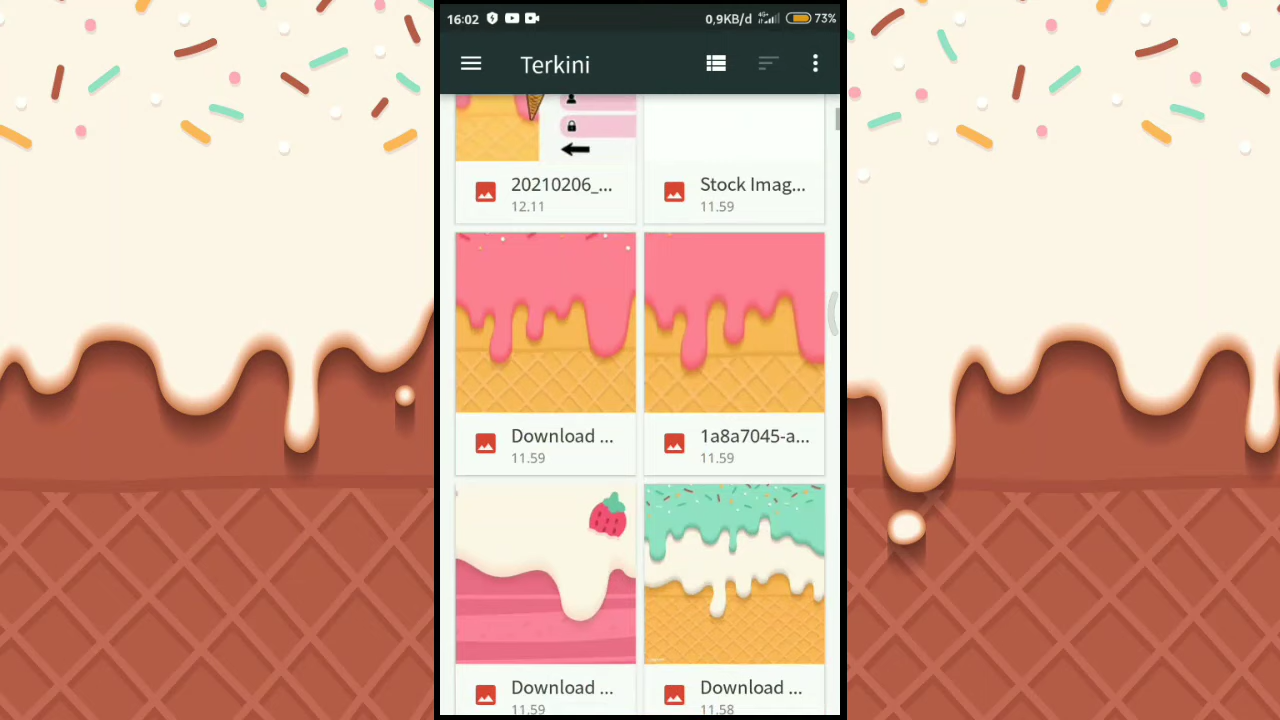 16:02 0,9KB/d 4G+ 73%
Terkini
20210206_... Stock Imag...
12.11 11.59
Download ... 1a8a7045-a...
11.59 11.59
Download ... Download ...
11.59 11.58